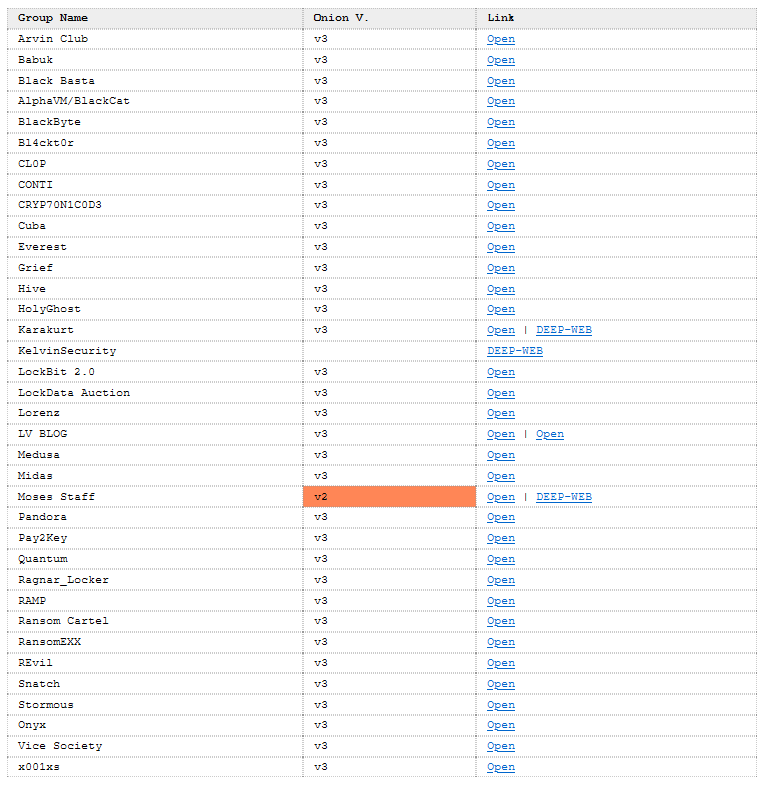 Group Name Onion V. Link
Arvin Club v3 Open
Babuk v3 Open
Black Basta v3 Open
AlphaVM/BlackCat v3 Open
BlackByte v3 Open
Bl4ckt0r v3 Open
CL0P v3 Open
CONTI v3 Open
CRYP70N1C0D3 v3 Open
Cuba v3 Open
Everest v3 Open
Grief v3 Open
Hive v3 Open
HolyGhost v3 Open
Karakurt v3 Open | DEEP-WEB
KelvinSecurity DEEP-WEB
LockBit 2.0 v3 Open
LockData Auction v3 Open
Lorenz v3 Open
LV BLOG v3 Open | Open
Medusa v3 Open
Midas v3 Open
Moses Staff v2 Open | DEEP-WEB
Pandora v3 Open
Pay2Key v3 Open
Quantum v3 Open
Ragnar_Locker v3 Open
RAMP v3 Open
Ransom Cartel v3 Open
RansomEXX v3 Open
REvil v3 Open
Snatch v3 Open
Stormous v3 Open
Onyx v3 Open
Vice Society v3 Open
x001xs v3 Open